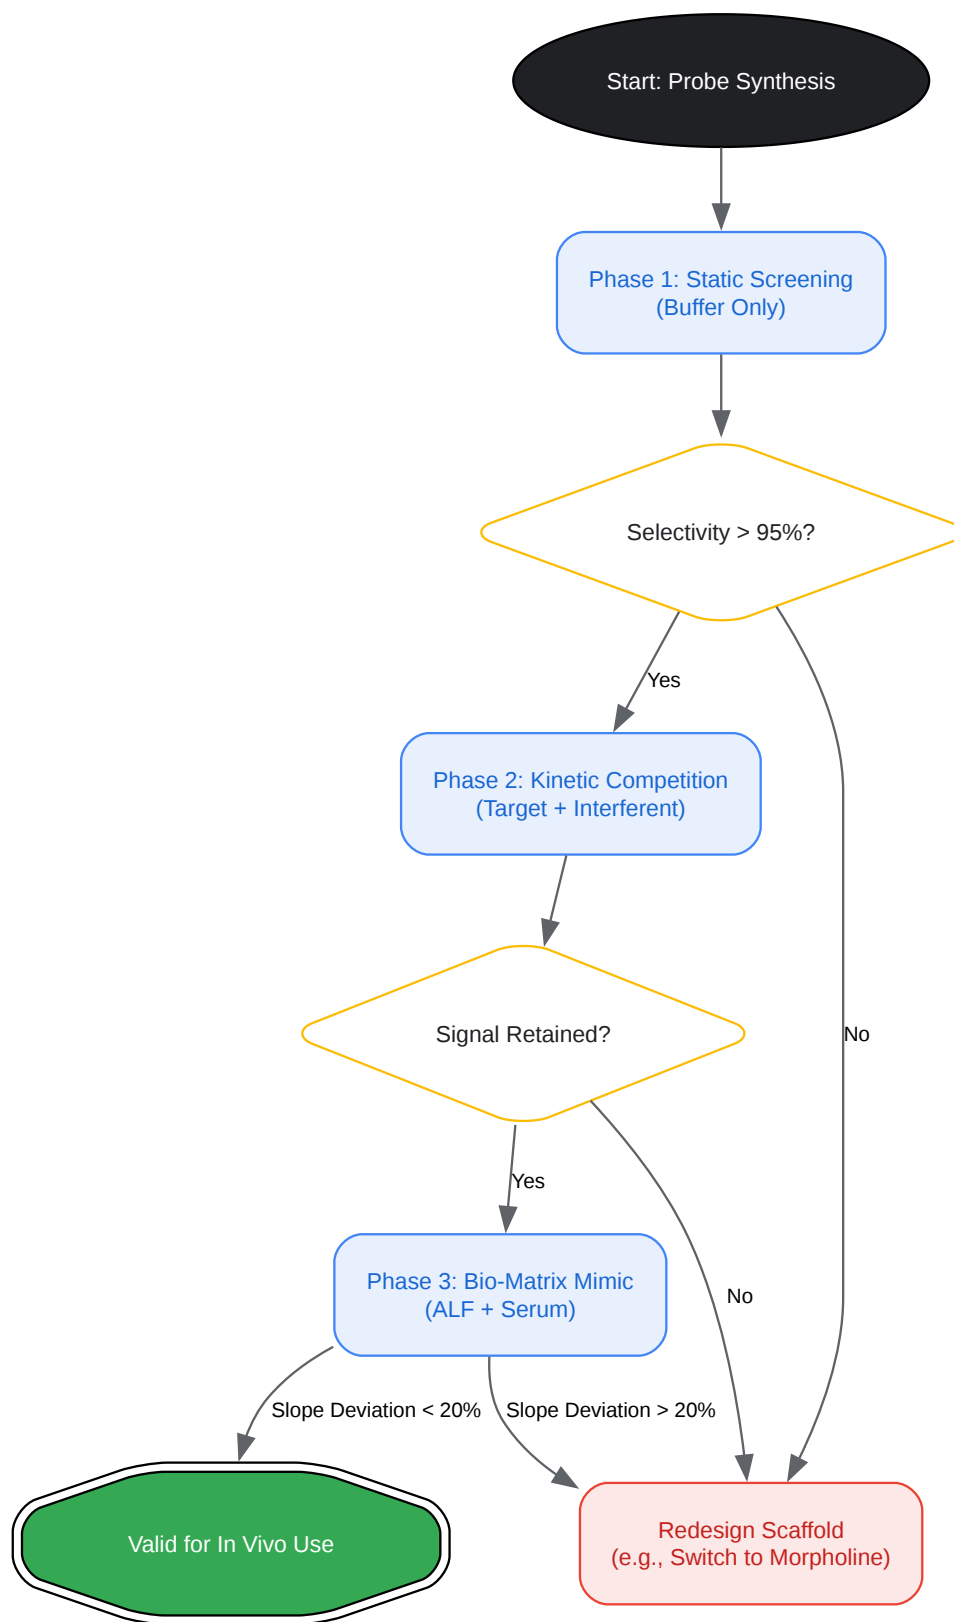 Start: Probe Synthesis
Phase 1: Static Screening
(Buffer Only)
Selectivity > 95%?
Yes
Phase 2: Kinetic Competition
(Target + Interferent)
Signal Retained?
No
Yes
Phase 3: Bio-Matrix Mimic
(ALF + Serum)
No
Slope Deviation < 20%
Slope Deviation > 20%
Valid for In Vivo Use
Redesign Scaffold
(e.g., Switch to Morpholine)